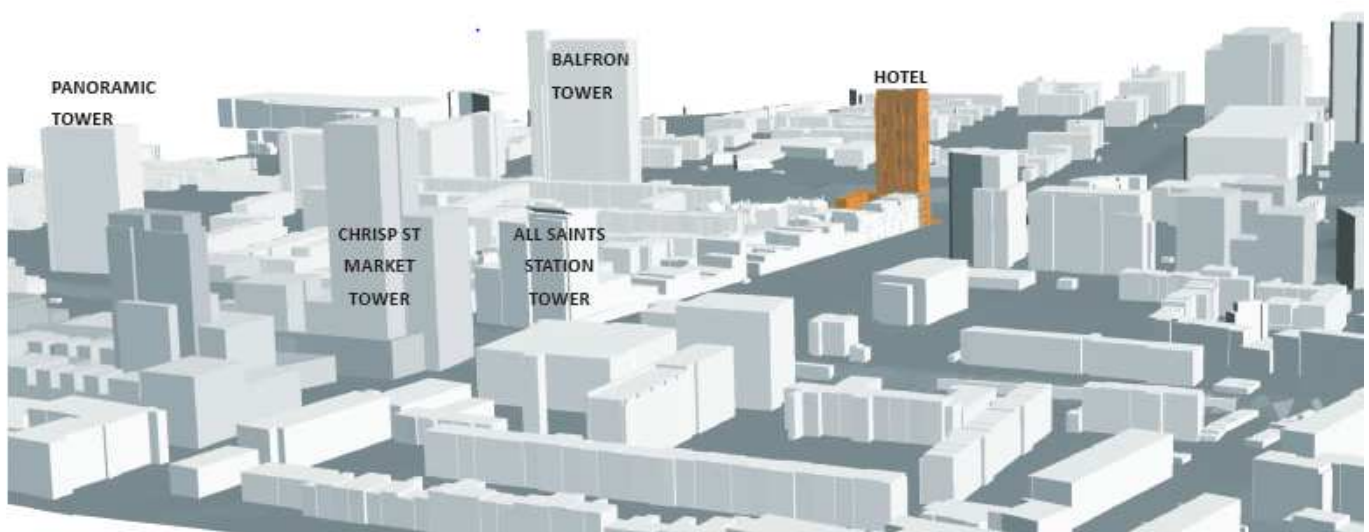 PANORAMIC
TOWER
BALFRON
TOWER
HOTEL
CHRISP ST
MARKET
TOWER
ALL SAINTS
STATION
TOWER